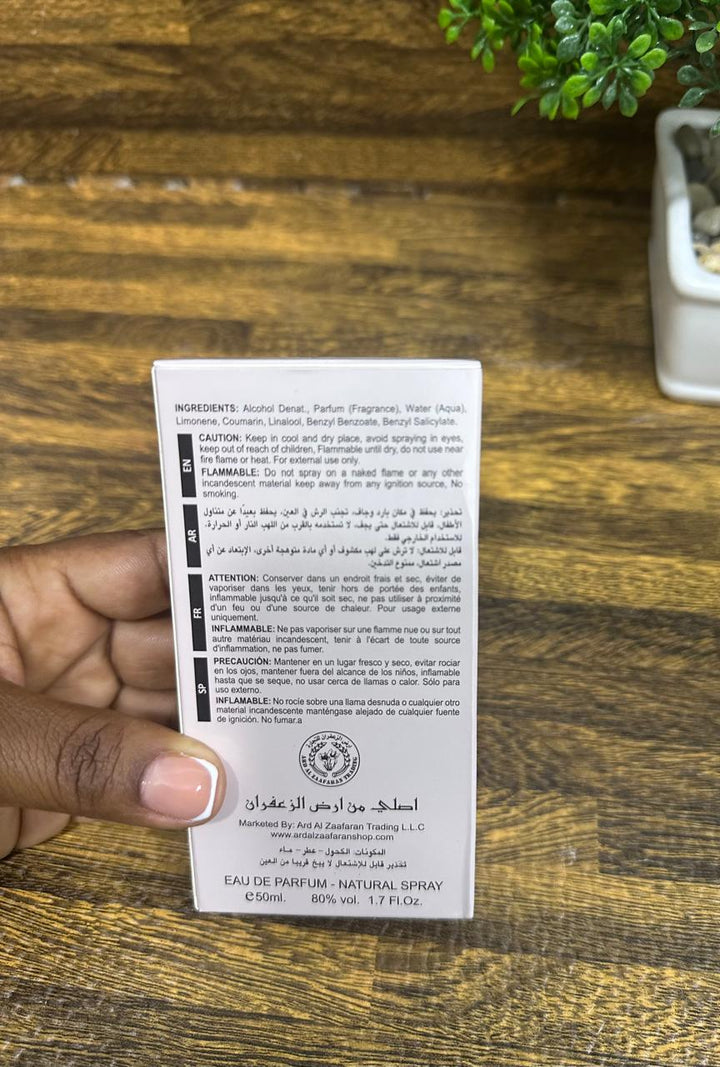 INGREDIENTS: Alcohol Denat., Parfum (Fragrance), Water (Aqua),
Limonene, Coumarin, Linalool, Benzyl Benzoate, Benzyl Salicylate.
EN
CAUTION: Keep in cool and dry place, avoid spraying in eyes,
keep out of reach of children, Flammable until dry, do not use near
fire flame or heat. For external use only.
FLAMMABLE: Do not spray on a naked flame or any other
incandescent material keep away from any ignition source, No
smoking.
AR
تحذير: يحفظ في مكان بارد وجاف، تجنب الرش في العين، يحفظ بعيدًا عن متناول
الأطفال، قابل للاشتعال حتى يجف، لا تستخدمه بالقرب من اللهب النار أو الحرارة،
للاستخدام الخارجي فقط.
قابل للاشتعال: لا ترش على لهب مكشوف أو أي مادة متوهجة أخرى، الإبتعاد عن أي
مصدر اشتعال، ممنوع التدخين.
FR
ATTENTION: Conserver dans un endroit frais et sec, éviter de
vaporiser dans les yeux, tenir hors de portée des enfants,
inflammable jusqu'à ce qu'il soit sec, ne pas utiliser à proximité
d'un feu ou d'une source de chaleur. Pour usage externe
uniquement.
INFLAMMABLE: Ne pas vaporiser sur une flamme nue ou sur tout
autre matériau incandescent, tenir à l'écart de toute source
d'inflammation, ne pas fumer.
SP
PRECAUCIÓN: Mantener en un lugar fresco y seco, evitar rociar
en los ojos, mantener fuera del alcance de los niños, inflamable
hasta que se seque, no usar cerca de llamas o calor. Sólo para
uso externo.
INFLAMABLE: No rocíe sobre una llama desnuda o cualquier otro
material incandescente manténgase alejado de cualquier fuente
de ignición. No fumar.a
ارض الزعفران للتجارة
ARD AL ZAAFARAN TRADING
اصلي من ارض الزعفران
Marketed By: Ard Al Zaafaran Trading L.L.C
www.ardalzaafaranshop.com
المكونات: الكحول - عطر - ماء
تحذير قابل للإشتعال لا يبخ قريبا من العين
EAU DE PARFUM - NATURAL SPRAY
℮50ml. 80% vol. 1.7 Fl.Oz.